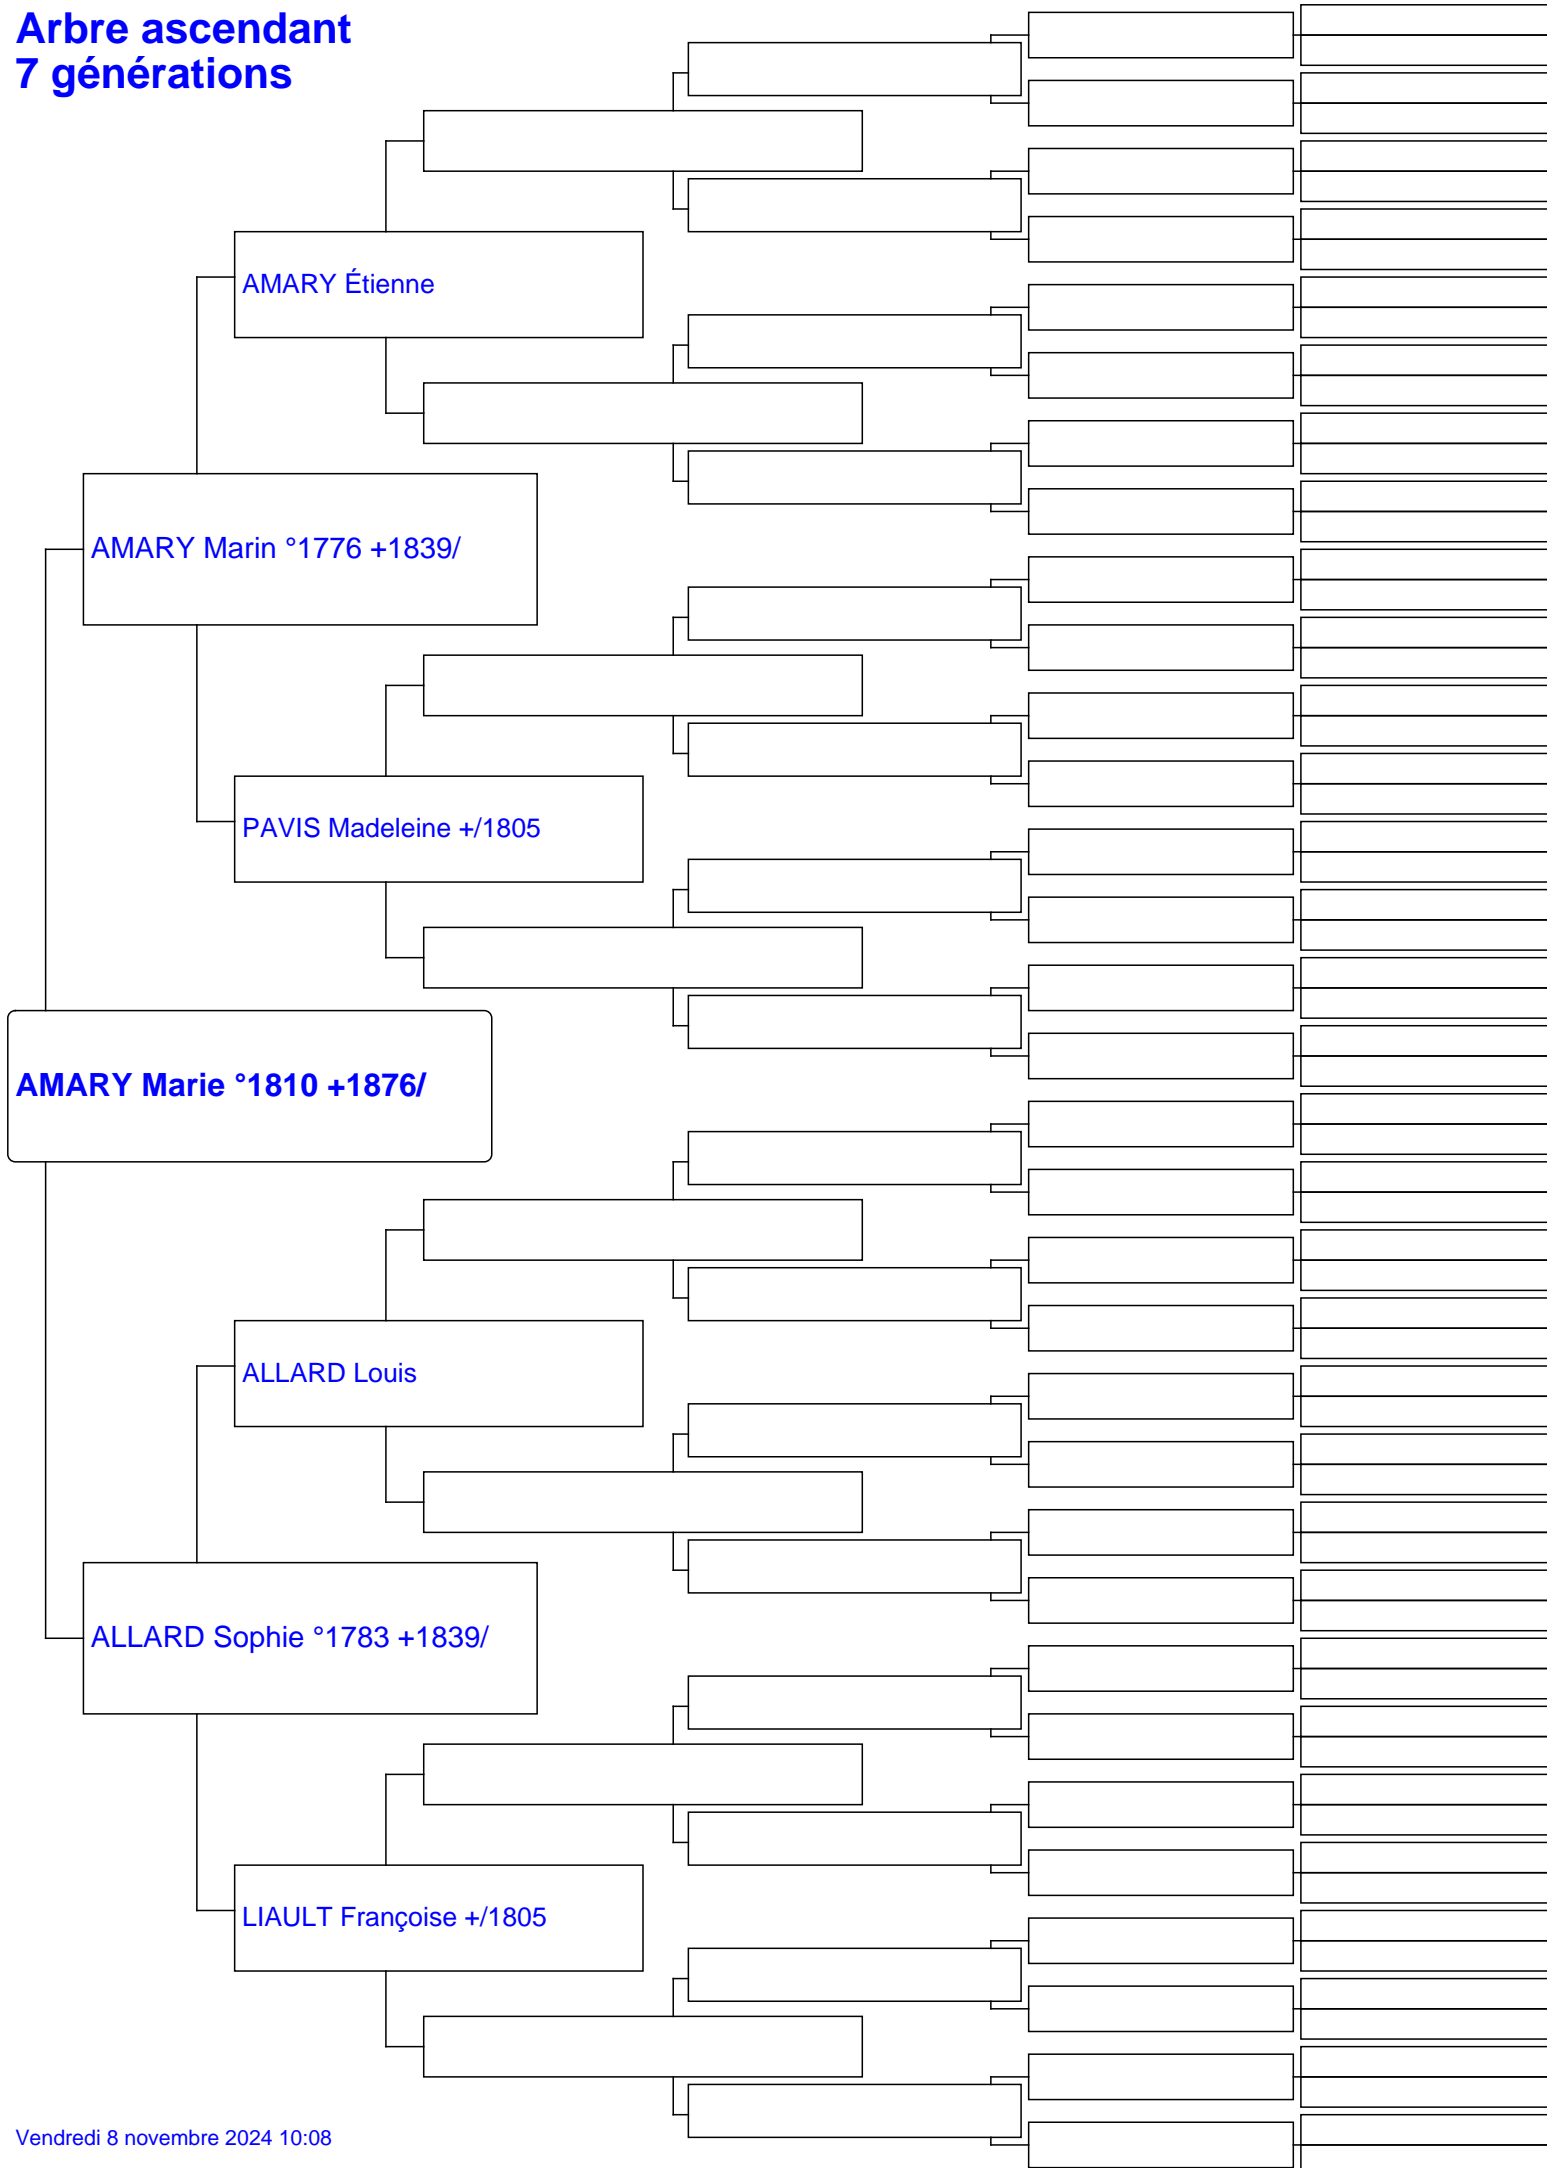 Arbre ascendant
7 générations
AMARY Étienne
AMARY Marin °1776 +1839/
PAVIS Madeleine +/1805
AMARY Marie °1810 +1876/
ALLARD Louis
ALLARD Sophie °1783 +1839/
LIAULT Françoise +/1805
Vendredi 8 novembre 2024 10:08